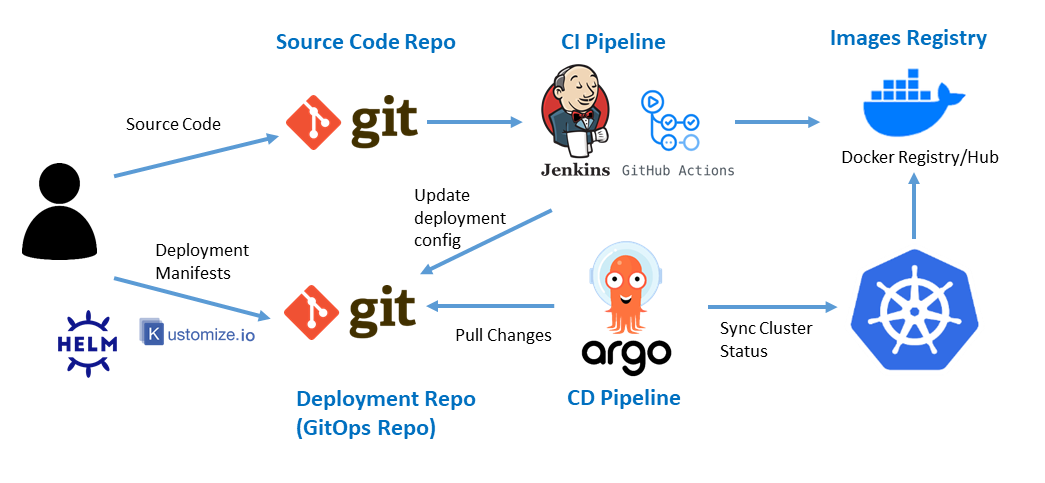 Source Code Repo
CI Pipeline
Images Registry
Source Code
git
Jenkins
GitHub Actions
Docker Registry/Hub
Update
deployment
config
Deployment
Manifests
git
HELM
Kustomize.io
Pull Changes
argo
Sync Cluster
Status
Deployment Repo
(GitOps Repo)
CD Pipeline